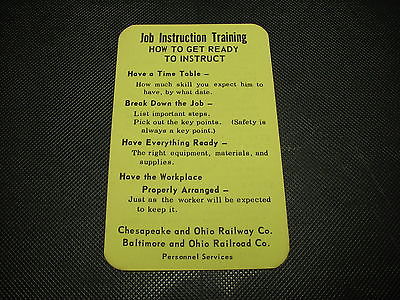 Job Instruction Training
HOW TO GET READY
TO INSTRUCT
Have a Time Table —
How much skill you expect him to
have, by what date.
Break Down the Job —
List important steps.
Pick out the key points. (Safety is
always a key point.)
Have Everything Ready —
The right equipment, materials, and
supplies.
Have the Workplace
Properly Arranged —
Just as the worker will be expected
to keep it.
Chesapeake and Ohio Railway Co.
Baltimore and Ohio Railroad Co.
Personnel Services